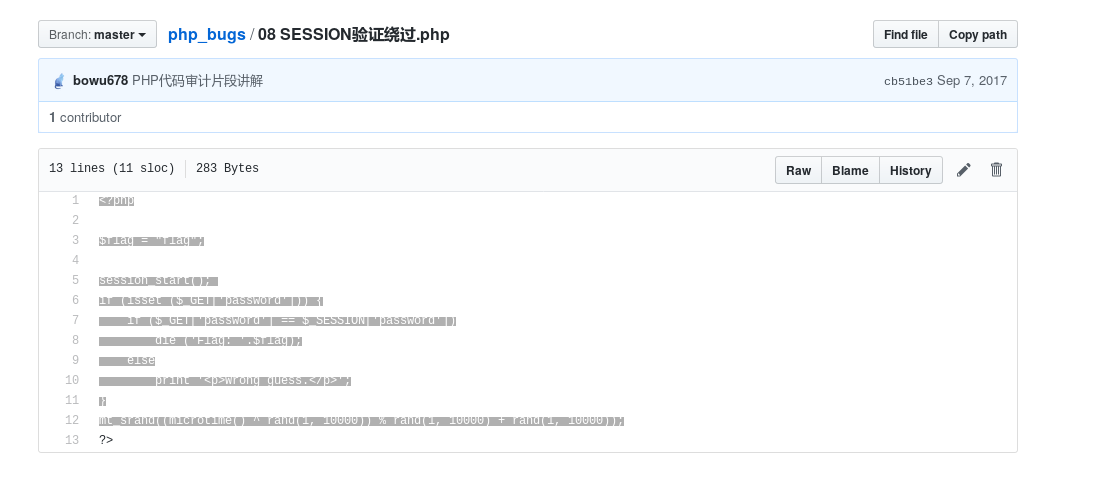 Branch: master
php_bugs / 08 SESSION验证绕过.php
Find file
Copy path
bowu678 PHP代码审计片段讲解
cb51be3 Sep 7, 2017
1 contributor
13 lines (11 sloc)
283 Bytes
Raw
Blame
History
1 <?php
2
3 $flag = "flag";
4
5 session_start();
6 if (isset ($_GET['password'])) {
7 if ($_GET['password'] == $_SESSION['password'])
8 die ('Flag: '.$flag);
9 else
10 print '<p>Wrong guess.</p>';
11 }
12 mt_srand((microtime() ^ rand(1, 10000)) % rand(1, 10000) + rand(1, 10000));
13 ?>